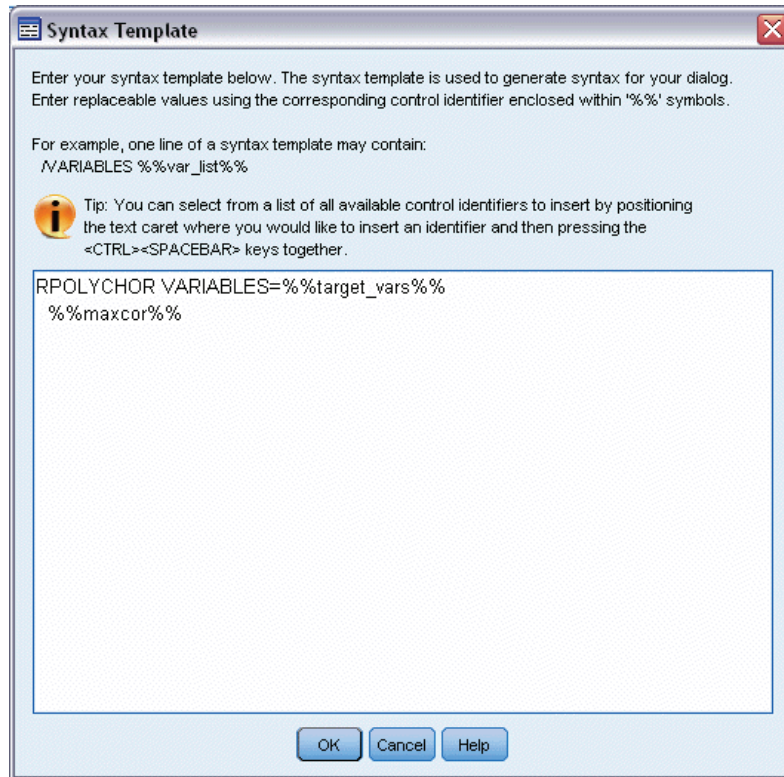 Syntax Template
Enter your syntax template below. The syntax template is used to generate syntax for your dialog.
Enter replaceable values using the corresponding control identifier enclosed within '%%' symbols.
For example, one line of a syntax template may contain:
/VARIABLES %%var_list%%
Tip: You can select from a list of all available control identifiers to insert by positioning
the text caret where you would like to insert an identifier and then pressing the
<CTRL><SPACEBAR> keys together.
RPOLYCHOR VARIABLES=%%target_vars%%
%%maxcor%%
OK Cancel Help